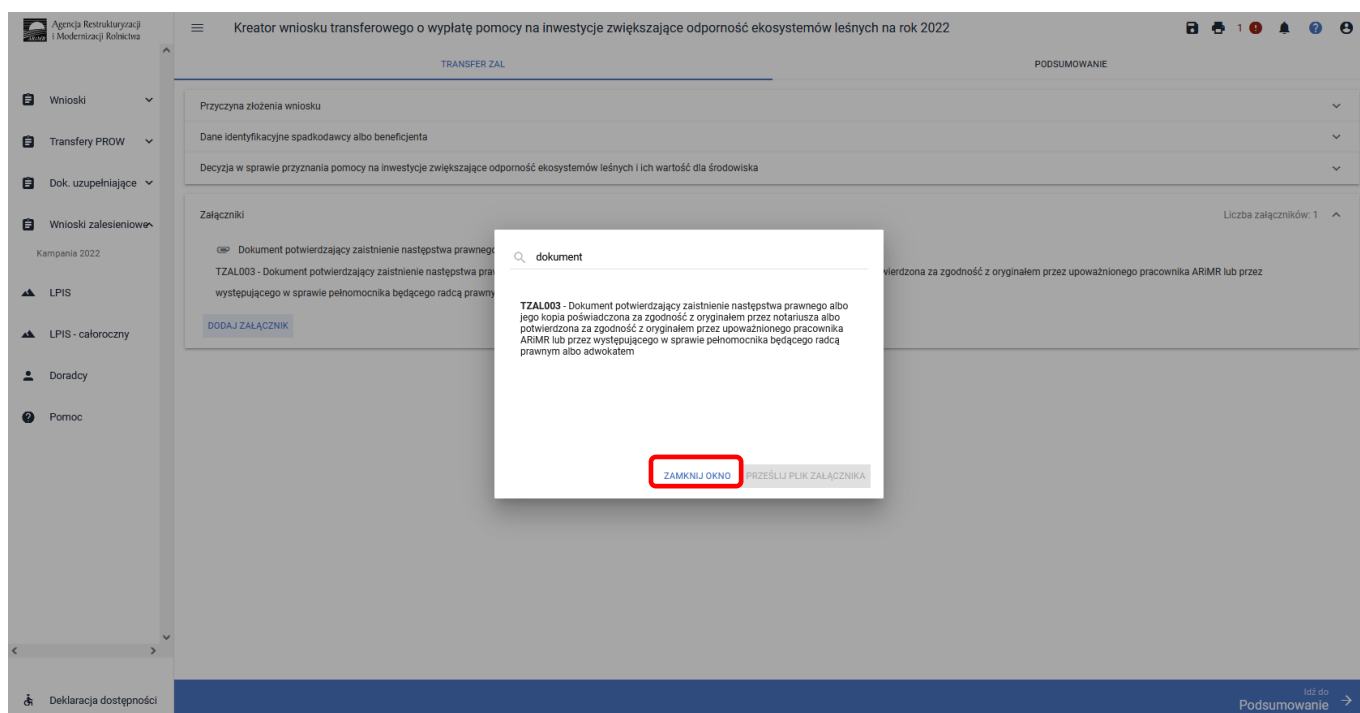 Agencja Restrukturyzacji
i Modernizacji Rolnictwa
Kreator wniosku transferowego o wypłatę pomocy na inwestycje zwiększające odporność ekosystemów leśnych na rok 2022
1
TRANSFER ZAL
PODSUMOWANIE
Wnioski
Transfery PROW
Dok. uzupełniające
Wnioski zalesieniowe
Kampania 2022
LPIS
LPIS - całoroczny
Doradcy
Pomoc
Deklaracja dostępności
Przyczyna złożenia wniosku
Dane identyfikacyjne spadkodawcy albo beneficjenta
Decyzja w sprawie przyznania pomocy na inwestycje zwiększające odporność ekosystemów leśnych i ich wartość dla środowiska
Załączniki
Liczba załączników: 1
Dokument potwierdzający zaistnienie następstwa prawneg
TZAL003 - Dokument potwierdzający zaistnienie następstwa pra
wierdzona za zgodność z oryginałem przez upoważnionego pracownika ARiMR lub przez
występującego w sprawie pełnomocnika będącego radcą prawny
DODAJ ZAŁĄCZNIK
dokument
TZAL003 - Dokument potwierdzający zaistnienie następstwa prawnego albo
jego kopia poświadczona za zgodność z oryginałem przez notariusza albo
potwierdzona za zgodność z oryginałem przez upoważnionego pracownika
ARiMR lub przez występującego w sprawie pełnomocnika będącego radcą
prawnym albo adwokatem
ZAMKNIJ OKNO
PRZEŚLIJ PLIK ZAŁĄCZNIKA
Idź do
Podsumowanie